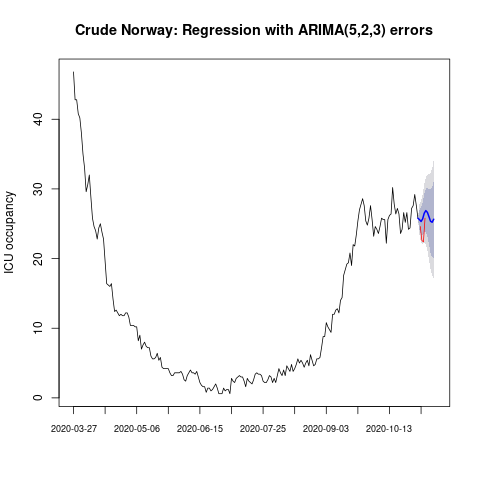 Crude Norway: Regression with ARIMA(5,2,3) errors
ICU occupancy
40
30
20
10
0
2020-03-27 2020-05-06 2020-06-15 2020-07-25 2020-09-03 2020-10-13